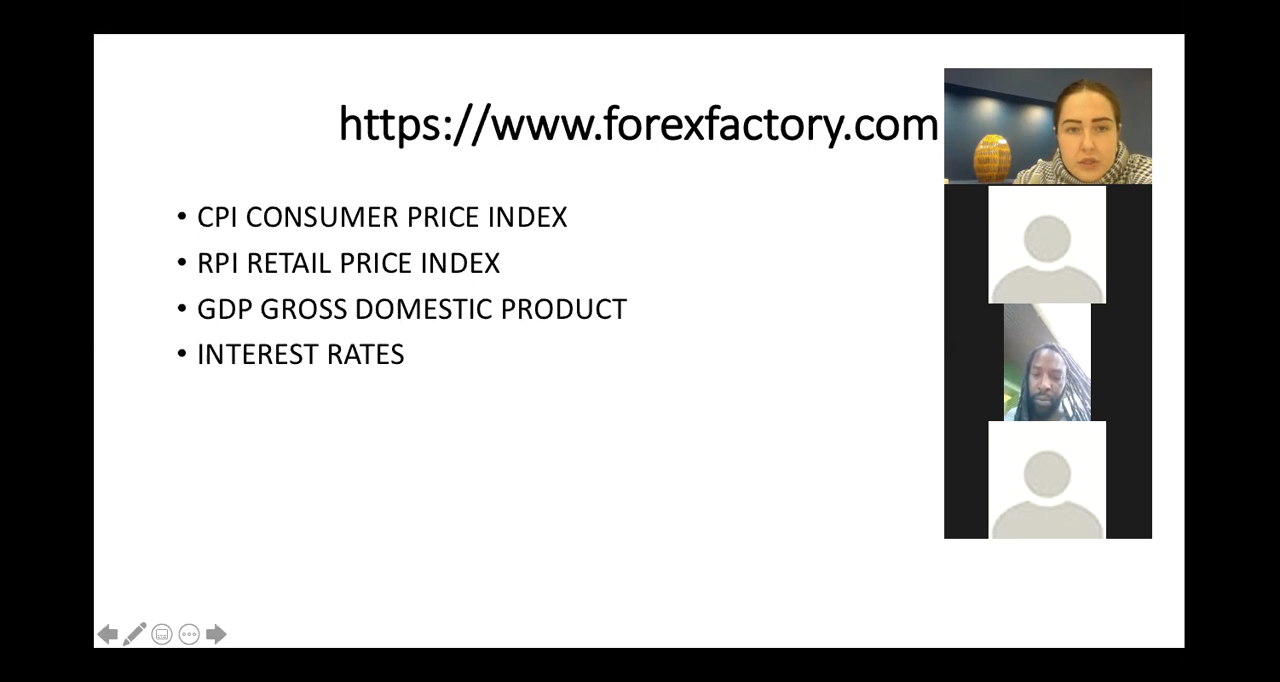 https://www.forexfactory.com
• CPI CONSUMER PRICE INDEX
• RPI RETAIL PRICE INDEX
• GDP GROSS DOMESTIC PRODUCT
• INTEREST RATES